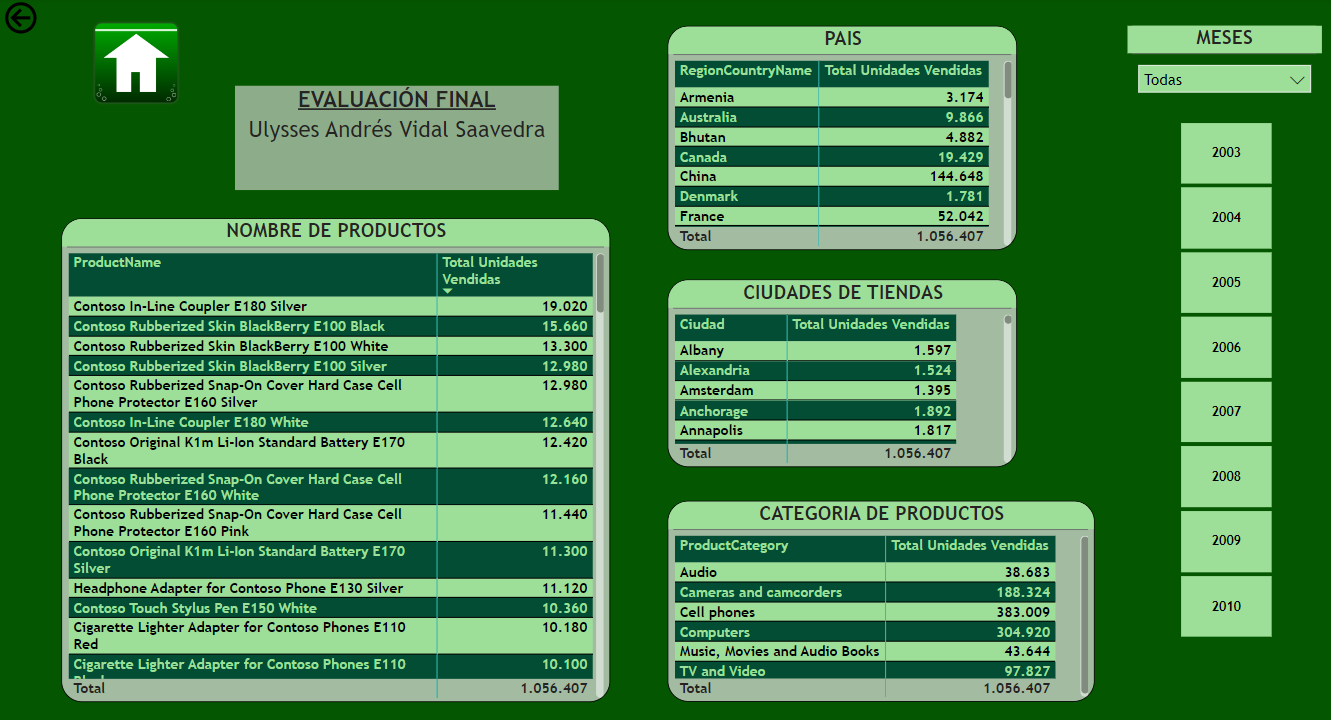 EVALUACIÓN FINAL
Ulysses Andrés Vidal Saavedra
NOMBRE DE PRODUCTOS
ProductName Total Unidades
Vendidas
Contoso In-Line Coupler E180 Silver 19.020
Contoso Rubberized Skin BlackBerry E100 Black 15.660
Contoso Rubberized Skin BlackBerry E100 White 13.300
Contoso Rubberized Skin BlackBerry E100 Silver 12.980
Contoso Rubberized Snap-On Cover Hard Case Cell 12.980
Phone Protector E160 Silver
Contoso In-Line Coupler E180 White 12.640
Contoso Original K1m Li-Ion Standard Battery E170 12.420
Black
Contoso Rubberized Snap-On Cover Hard Case Cell 12.160
Phone Protector E160 White
Contoso Rubberized Snap-On Cover Hard Case Cell 11.440
Phone Protector E160 Pink
Contoso Original K1m Li-Ion Standard Battery E170 11.300
Silver
Headphone Adapter for Contoso Phone E130 Silver 11.120
Contoso Touch Stylus Pen E150 White 10.360
Cigarette Lighter Adapter for Contoso Phones E110 10.180
Red
Cigarette Lighter Adapter for Contoso Phones E110 10.100
Total 1.056.407
PAIS
RegionCountryName Total Unidades Vendidas
Armenia 3.174
Australia 9.866
Bhutan 4.882
Canada 19.429
China 144.648
Denmark 1.781
France 52.042
Total 1.056.407
CIUDADES DE TIENDAS
Ciudad Total Unidades Vendidas
Albany 1.597
Alexandria 1.524
Amsterdam 1.395
Anchorage 1.892
Annapolis 1.817
Total 1.056.407
CATEGORIA DE PRODUCTOS
ProductCategory Total Unidades Vendidas
Audio 38.683
Cameras and camcorders 188.324
Cell phones 383.009
Computers 304.920
Music, Movies and Audio Books 43.644
TV and Video 97.827
Total 1.056.407
MESES
Todas
2003
2004
2005
2006
2007
2008
2009
2010